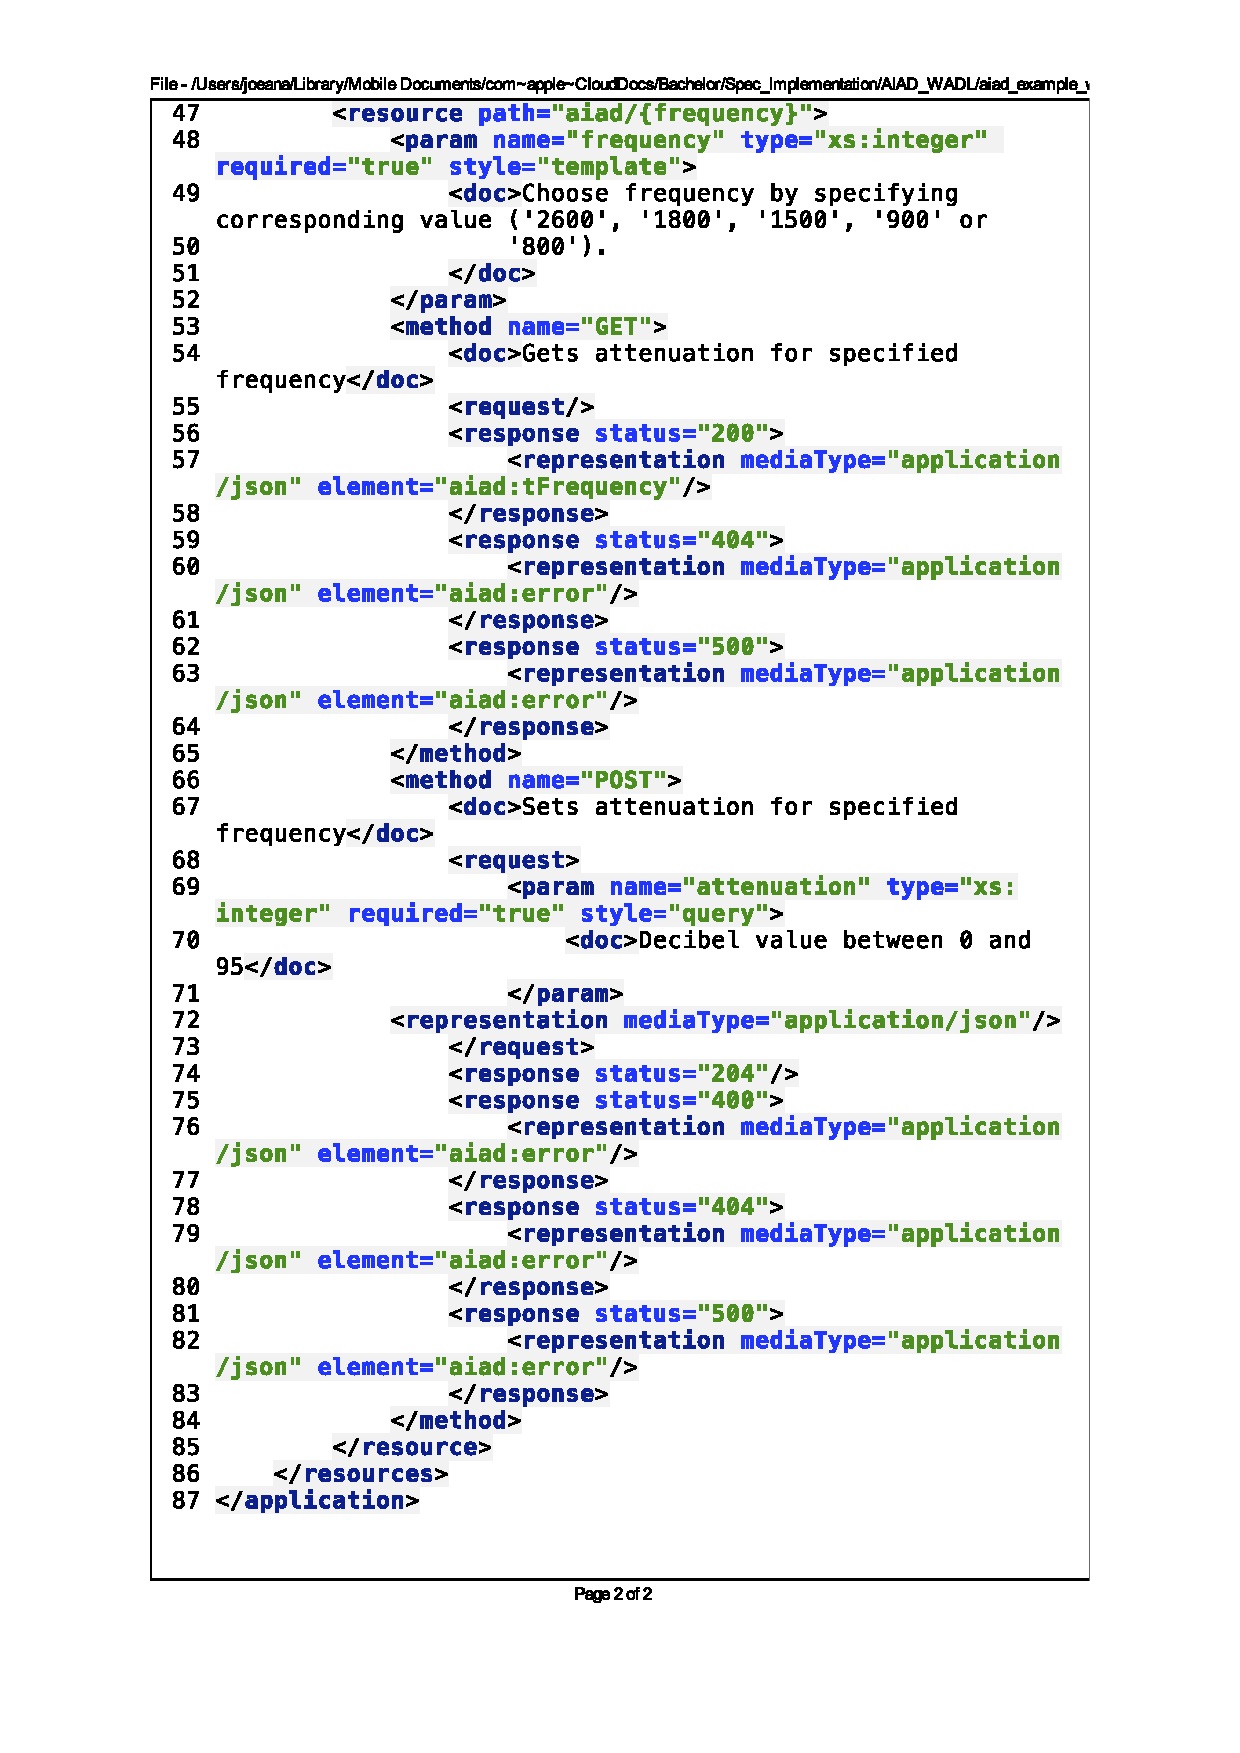 File - /Users/joeana/Library/Mobile Documents/com~apple~CloudDocs/Bachelor/Spec_Implementation/AIAD_WADL/aiad_example_
47         <resource path="aiad/{frequency}">
48             <param name="frequency" type="xs:integer"
required="true" style="template">
49                 <doc>Choose frequency by specifying
corresponding value ('2600', '1800', '1500', '900' or
50                     '800').
51                 </doc>
52             </param>
53             <method name="GET">
54                 <doc>Gets attenuation for specified
frequency</doc>
55                 <request/>
56                 <response status="200">
57                     <representation mediaType="application
/json" element="aiad:tFrequency"/>
58                 </response>
59                 <response status="404">
60                     <representation mediaType="application
/json" element="aiad:error"/>
61                 </response>
62                 <response status="500">
63                     <representation mediaType="application
/json" element="aiad:error"/>
64                 </response>
65             </method>
66             <method name="POST">
67                 <doc>Sets attenuation for specified
frequency</doc>
68                 <request>
69                     <param name="attenuation" type="xs:
integer" required="true" style="query">
70                         <doc>Decibel value between 0 and
95</doc>
71                     </param>
72             <representation mediaType="application/json"/>
73                 </request>
74                 <response status="204"/>
75                 <response status="400">
76                     <representation mediaType="application
/json" element="aiad:error"/>
77                 </response>
78                 <response status="404">
79                     <representation mediaType="application
/json" element="aiad:error"/>
80                 </response>
81                 <response status="500">
82                     <representation mediaType="application
/json" element="aiad:error"/>
83                 </response>
84             </method>
85         </resource>
86     </resources>
87 </application>
Page 2 of 2